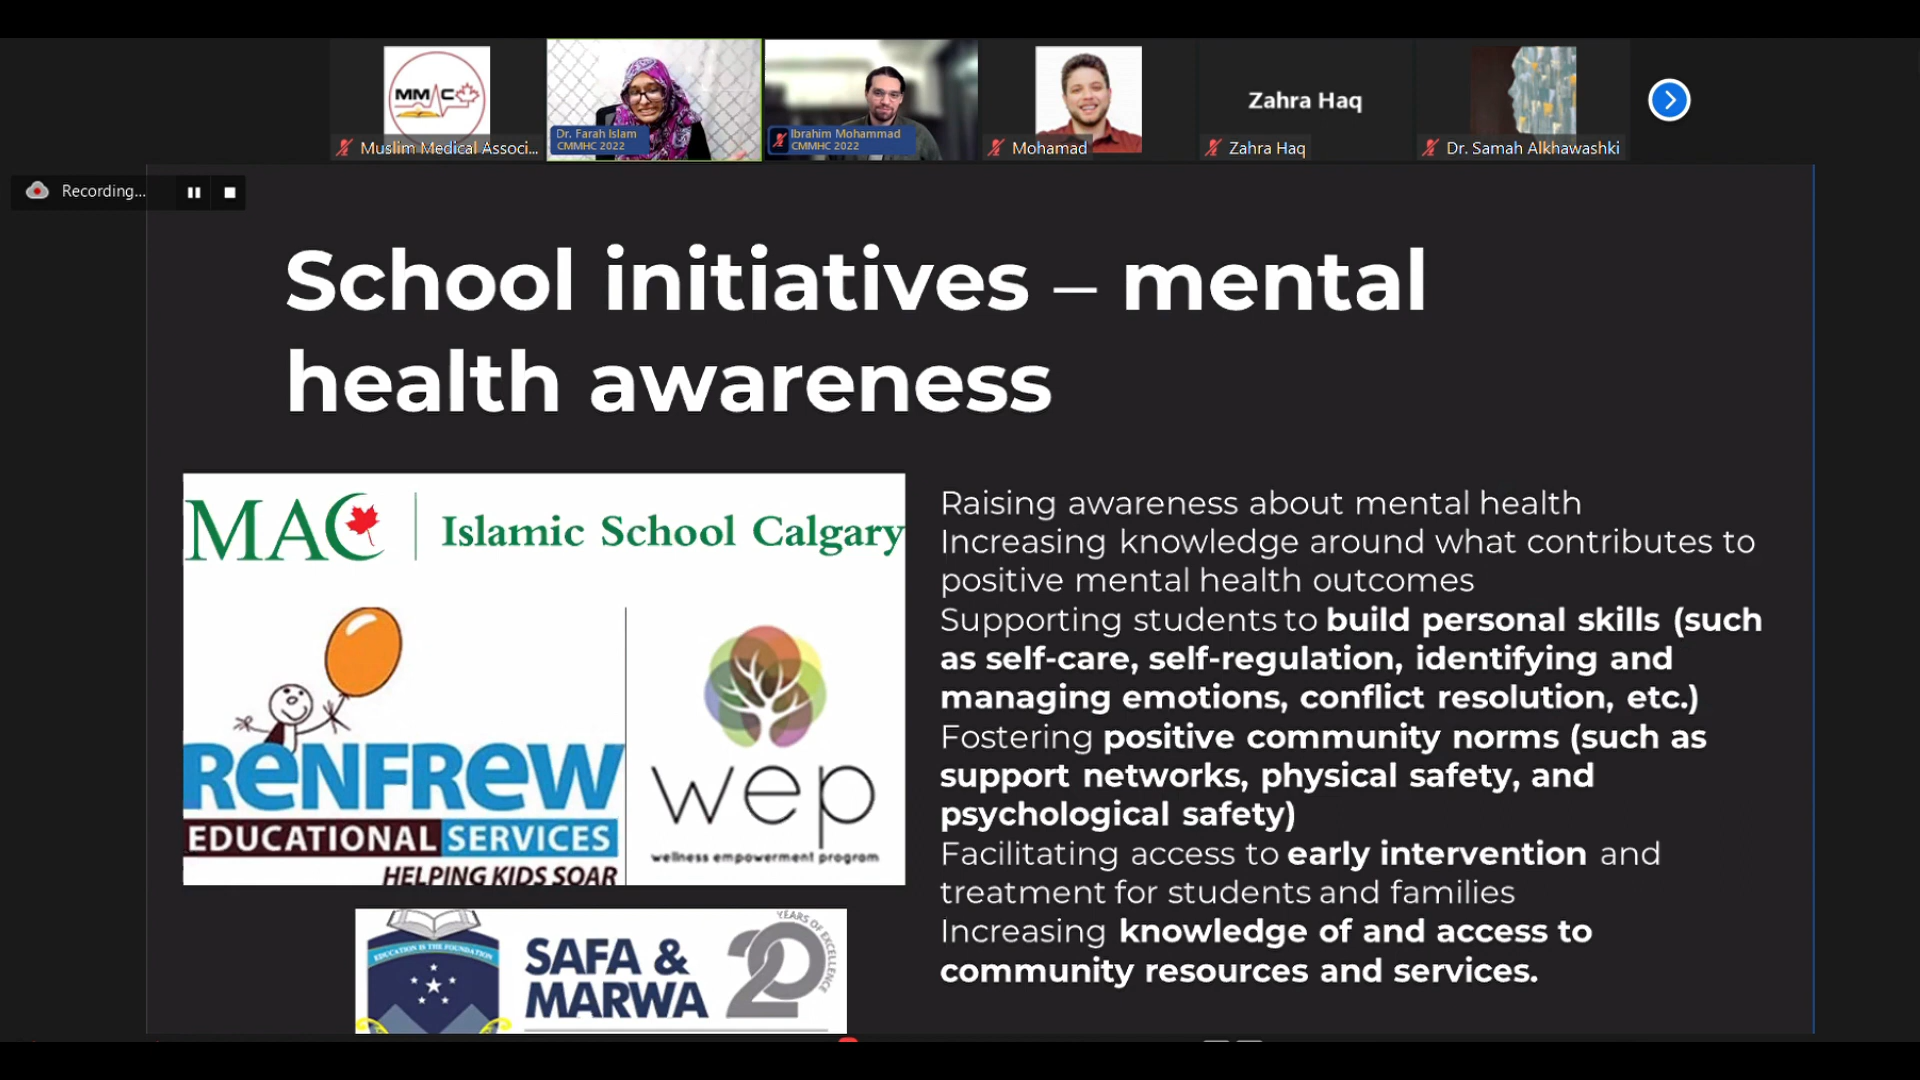 MMAC
Muslim Medical Associ...
Dr. Farah Islam
CMMHC 2022
Ibrahim Mohammad
CMMHC 2022
Mohamad
Zahra Haq
Zahra Haq
Dr. Samah Alkhawashki
Recording...
School initiatives – mental
health awareness
MAC
Islamic School Calgary
ReNFReW
EDUCATIONAL SERVICES
HELPING KIDS SOAR
wep
wellness empowerment program
EDUCATION IS THE FOUNDATION
SAFA &
MARWA
20
YEARS OF EXCELLENCE
Raising awareness about mental health
Increasing knowledge around what contributes to
positive mental health outcomes
Supporting students to build personal skills (such
as self-care, self-regulation, identifying and
managing emotions, conflict resolution, etc.)
Fostering positive community norms (such as
support networks, physical safety, and
psychological safety)
Facilitating access to early intervention and
treatment for students and families
Increasing knowledge of and access to
community resources and services.